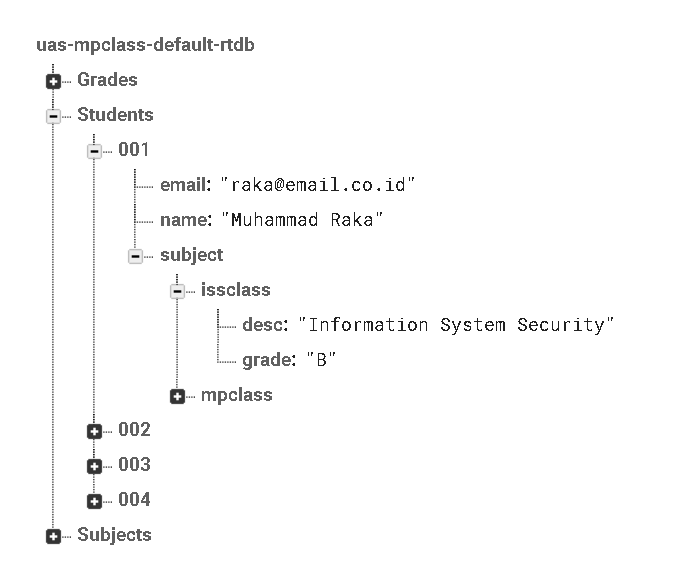 uas-mpclass-default-rtdb
Grades
Students
001
email: "raka@email.co.id"
name: "Muhammad Raka"
subject
issclass
desc: "Information System Security"
grade: "B"
mpclass
002
003
004
Subjects